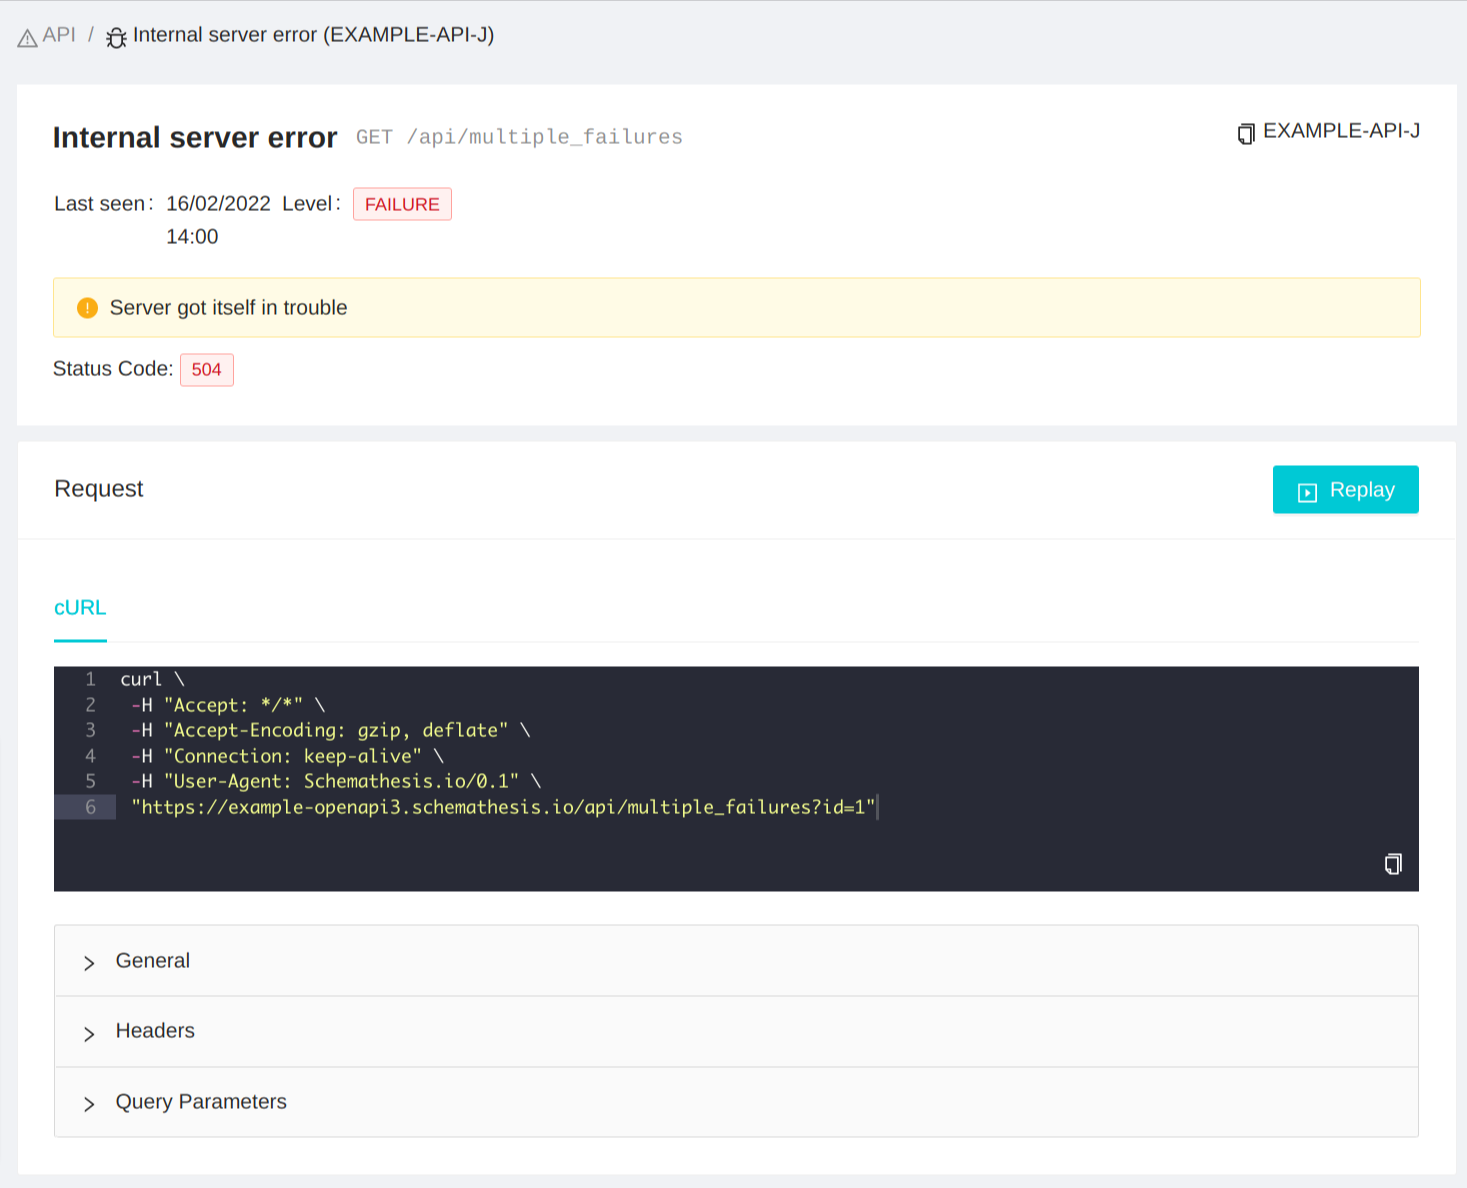 API / Internal server error (EXAMPLE-API-J)
Internal server error GET /api/multiple_failures
EXAMPLE-API-J
Last seen: 16/02/2022 14:00 Level: FAILURE
Server got itself in trouble
Status Code: 504
Request
Replay
cURL
1 curl \
2 -H "Accept: */*" \
3 -H "Accept-Encoding: gzip, deflate" \
4 -H "Connection: keep-alive" \
5 -H "User-Agent: Schemathesis.io/0.1" \
6 "https://example-openapi3.schemathesis.io/api/multiple_failures?id=1"
General
Headers
Query Parameters